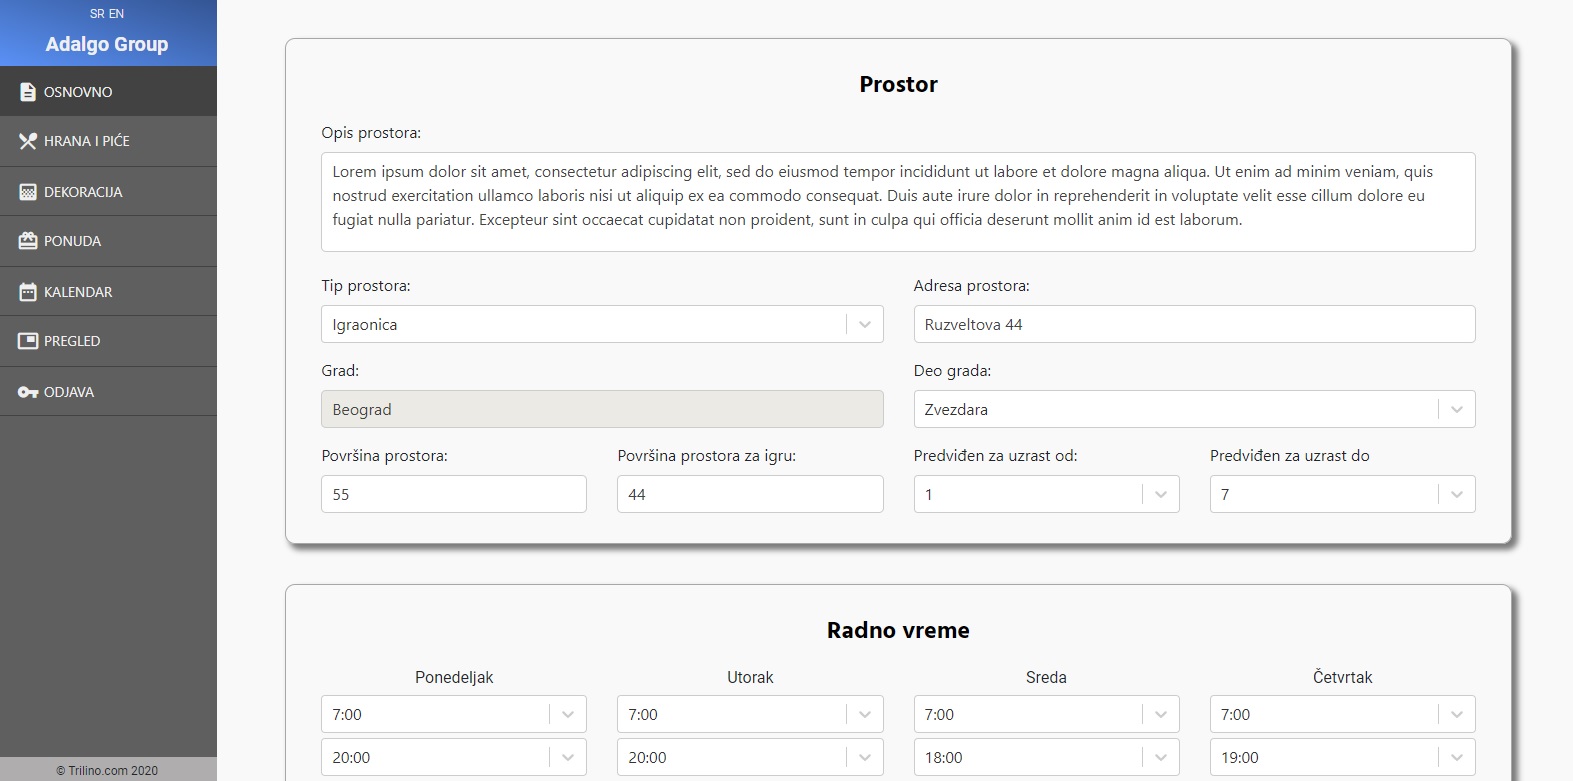 SR EN
Adalgo Group
OSNOVNO
HRANA I PIĆE
DEKORACIJA
PONUDA
KALENDAR
PREGLED
ODJAVA
© Trilino.com 2020
Prostor
Opis prostora:
Lorem ipsum dolor sit amet, consectetur adipiscing elit, sed do eiusmod tempor incididunt ut labore et dolore magna aliqua. Ut enim ad minim veniam, quis
nostrud exercitation ullamco laboris nisi ut aliquip ex ea commodo consequat. Duis aute irure dolor in reprehenderit in voluptate velit esse cillum dolore eu
fugiat nulla pariatur. Excepteur sint occaecat cupidatat non proident, sunt in culpa qui officia deserunt mollit anim id est laborum.
Tip prostora: Adresa prostora:
Igraonica Ruzveltova 44
Grad: Deo grada:
Beograd Zvezdara
Površina prostora: Površina prostora za igru: Predviđen za uzrast od: Predviđen za uzrast do
55 44 1 7
Radno vreme
Ponedeljak Utorak Sreda Četvrtak
7:00 7:00 7:00 7:00
20:00 20:00 18:00 19:00